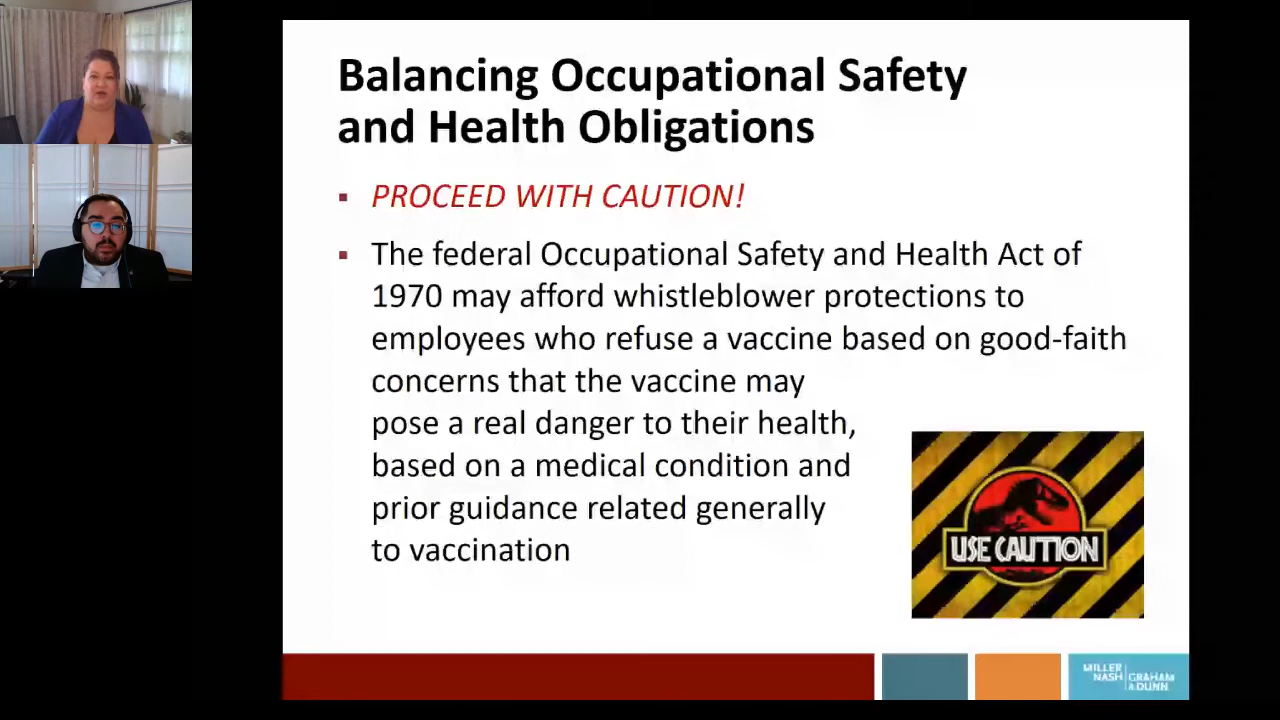 Balancing Occupational Safety
and Health Obligations
▪ PROCEED WITH CAUTION!
▪ The federal Occupational Safety and Health Act of
1970 may afford whistleblower protections to
employees who refuse a vaccine based on good-faith
concerns that the vaccine may
pose a real danger to their health,
based on a medical condition and
prior guidance related generally
to vaccination
USE CAUTION
MILLER
NASH
GRAHAM
& DUNN